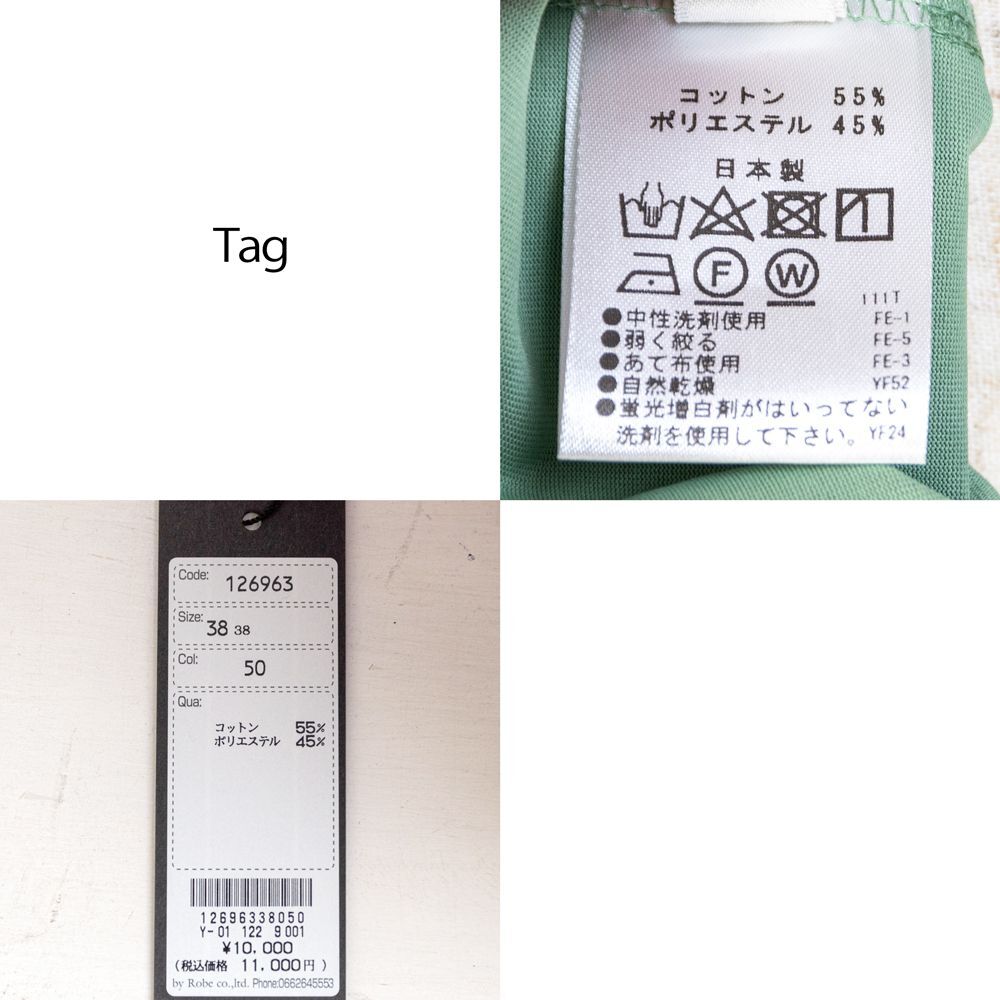 Tag
コットン 55%
ポリエステル 45%
日本製
F W
111T
●中性洗剤使用 FE-1
●弱く絞る FE-5
●あて布使用 FE-3
●自然乾燥 YF52
●蛍光増白剤がはいってない
洗剤を使用して下さい。 YF24
Code: 126963
Size: 38 38
Col: 50
Qua:
コットン 55%
ポリエステル 45%
12696338050
Y-01 122 9001
¥10,000
(税込価格 11,000円)
by Robe co.,ltd. Phone:0662645553